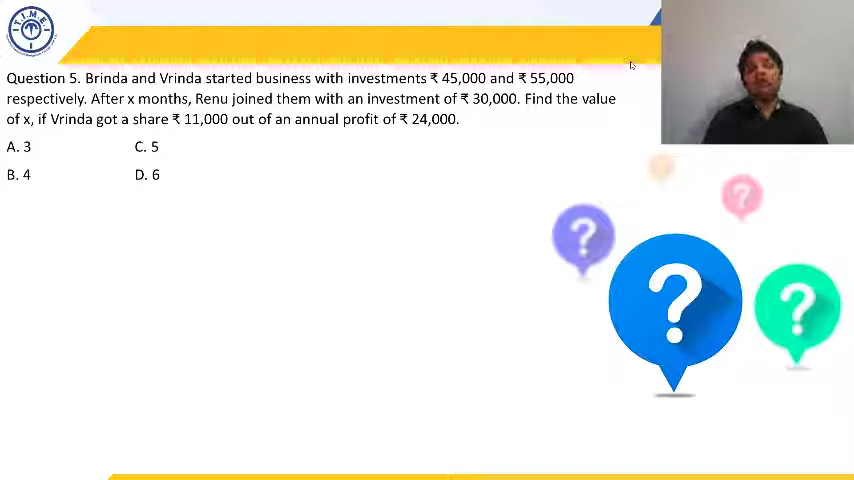 T.I.M.E.
Question 5. Brinda and Vrinda started business with investments ₹ 45,000 and ₹ 55,000
respectively. After x months, Renu joined them with an investment of ₹ 30,000. Find the value
of x, if Vrinda got a share ₹ 11,000 out of an annual profit of ₹ 24,000.
A. 3 C. 5
B. 4 D. 6
? ? ? ?